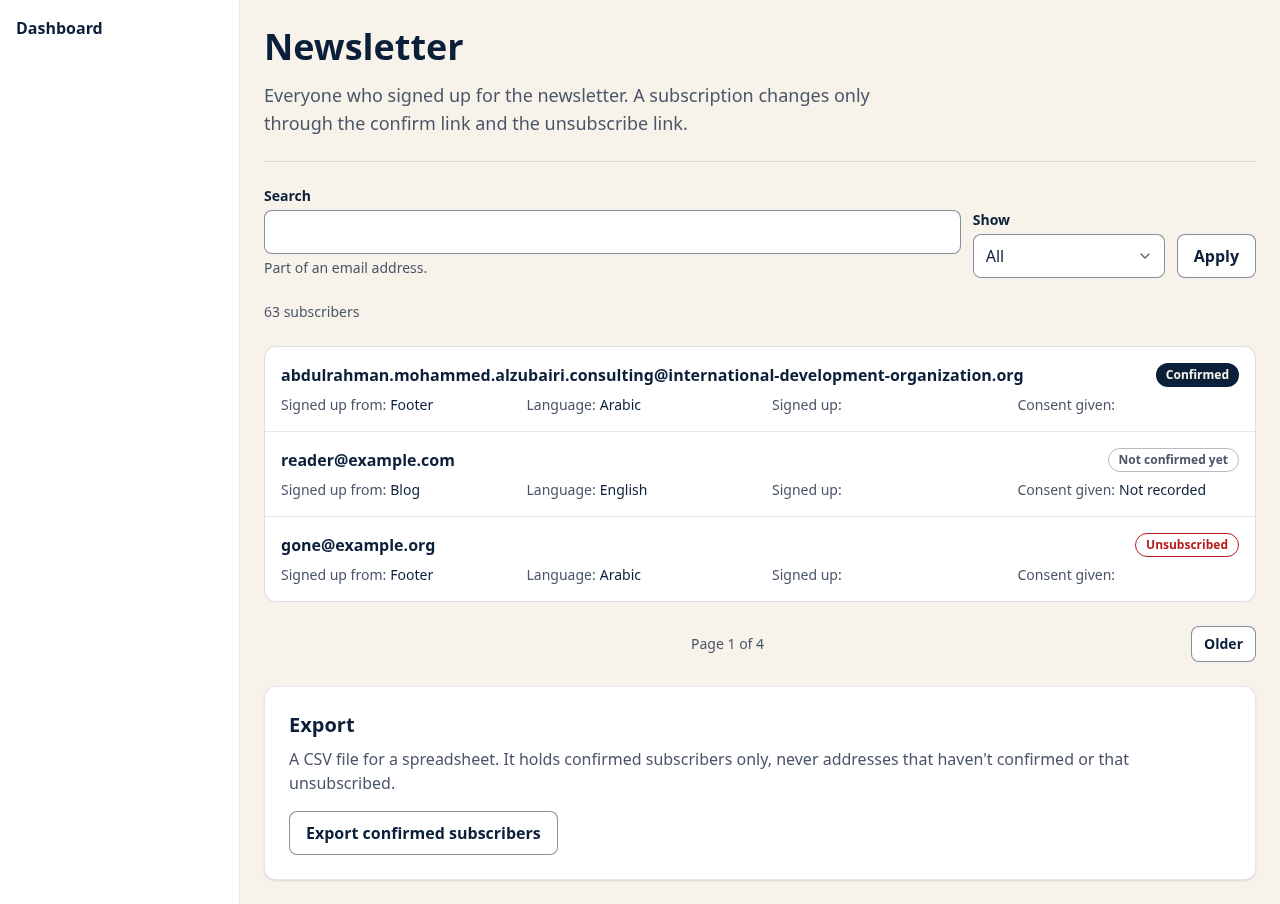 Dashboard
Newsletter
Everyone who signed up for the newsletter. A subscription changes only
through the confirm link and the unsubscribe link.
Search
Part of an email address.
Show
All
Apply
63 subscribers
abdulrahman.mohammed.alzubairi.consulting@international-development-organization.org Confirmed
Signed up from: Footer Language: Arabic Signed up: Consent given:
reader@example.com Not confirmed yet
Signed up from: Blog Language: English Signed up: Consent given: Not recorded
gone@example.org Unsubscribed
Signed up from: Footer Language: Arabic Signed up: Consent given:
Page 1 of 4 Older
Export
A CSV file for a spreadsheet. It holds confirmed subscribers only, never addresses that haven't confirmed or that
unsubscribed.
Export confirmed subscribers